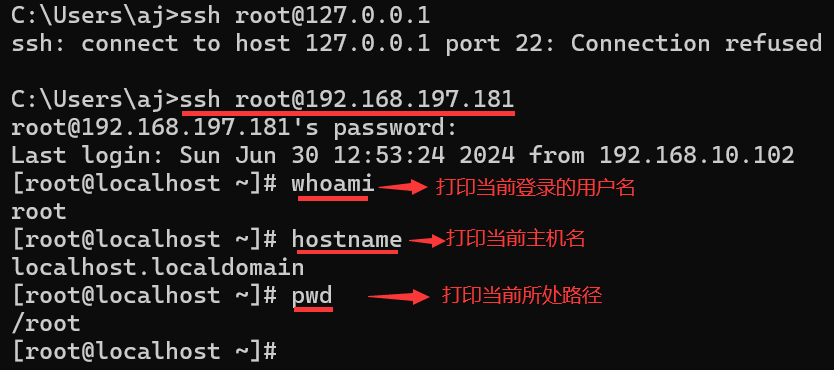 C:\Users\aj>ssh root@127.0.0.1
ssh: connect to host 127.0.0.1 port 22: Connection refused
C:\Users\aj>ssh root@192.168.197.181
root@192.168.197.181's password:
Last login: Sun Jun 30 12:53:24 2024 from 192.168.10.102
[root@localhost ~]# whoami 打印当前登录的用户名
root
[root@localhost ~]# hostname 打印当前主机名
localhost.localdomain
[root@localhost ~]# pwd 打印当前所处路径
/root
[root@localhost ~]#